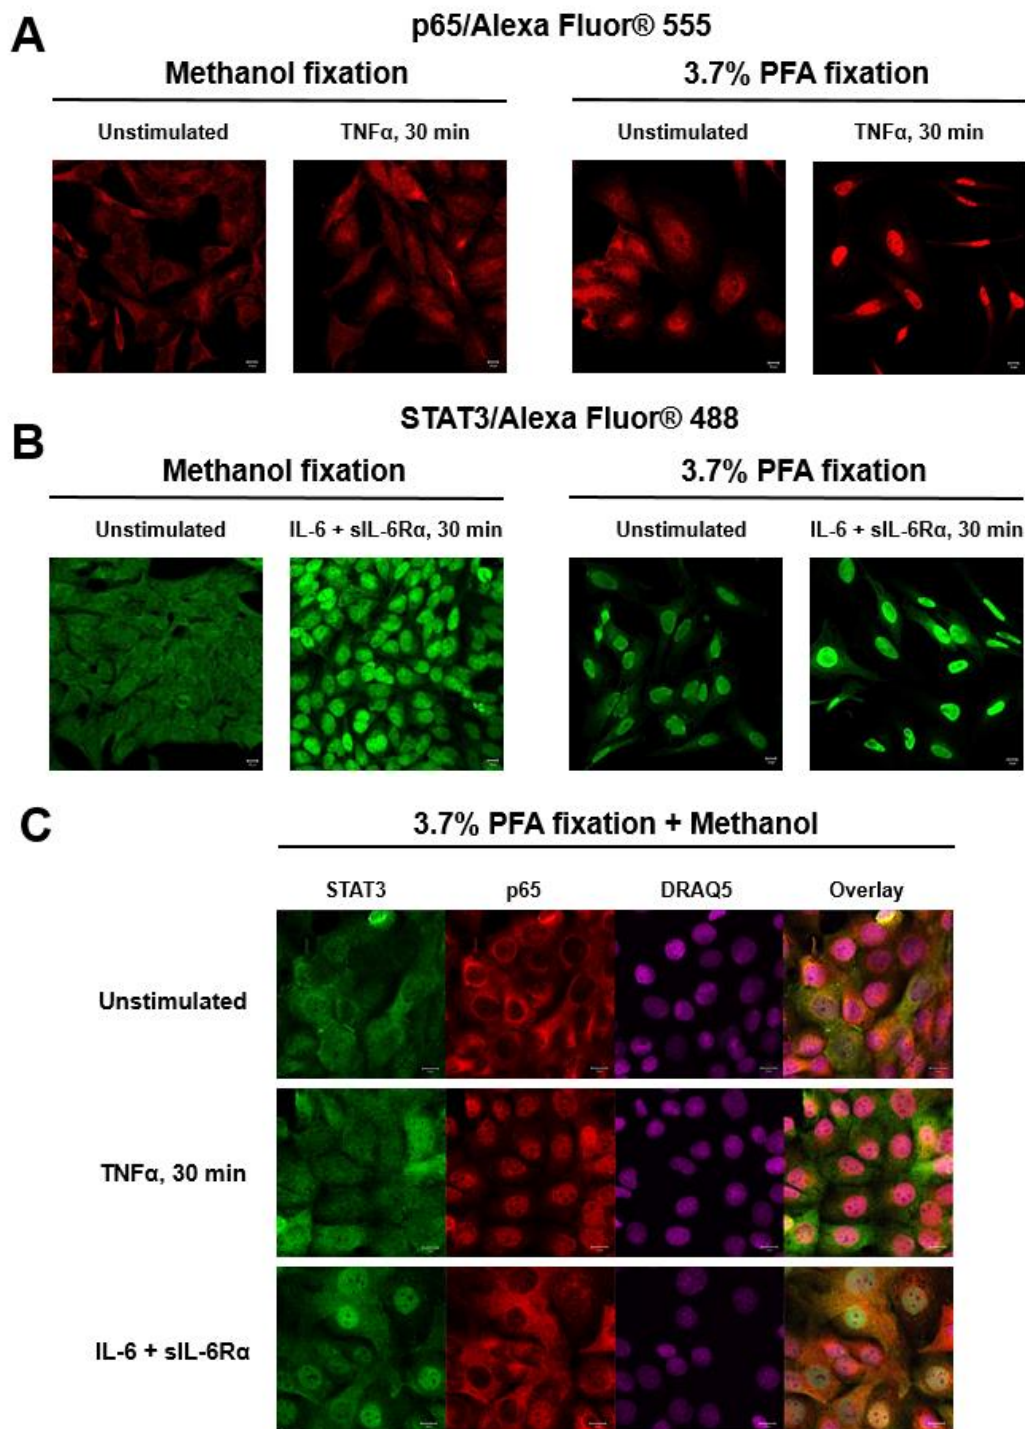 A
p65/Alexa Fluor® 555
Methanol fixation
3.7% PFA fixation
Unstimulated
TNFα, 30 min
Unstimulated
TNFα, 30 min
B
STAT3/Alexa Fluor® 488
Methanol fixation
3.7% PFA fixation
Unstimulated
IL-6 + sIL-6Rα, 30 min
Unstimulated
IL-6 + sIL-6Rα, 30 min
C
3.7% PFA fixation + Methanol
STAT3
p65
DRAQ5
Overlay
Unstimulated
TNFα, 30 min
IL-6 + sIL-6Rα